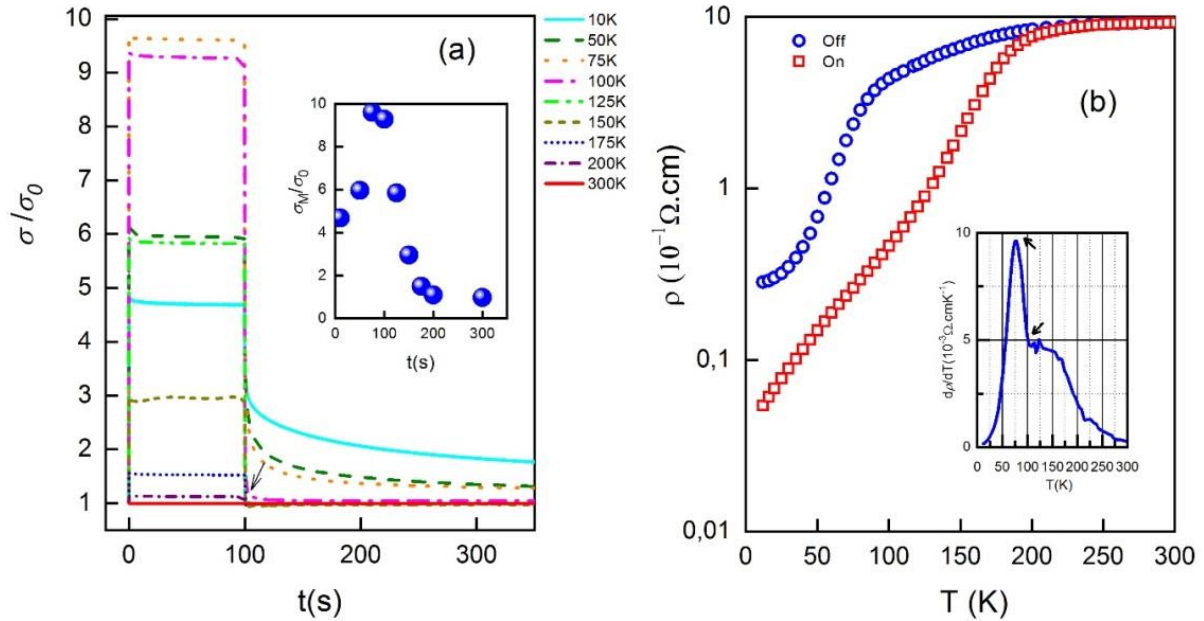 (a)
σ/σ₀
10
9
8
7
6
5
4
3
2
1
0
100
200
300
t(s)
10K
50K
75K
100K
125K
150K
175K
200K
300K
σM/σ₀
10
8
6
4
2
0
0
100
200
300
t(s)
(b)
Off
On
ρ (10⁻¹Ω.cm)
10
1
0,1
0,01
0
50
100
150
200
250
300
T (K)
dρ/dT(10⁻³Ω.cmK⁻¹)
10
5
0
0
50
100
150
200
250
300
T(K)